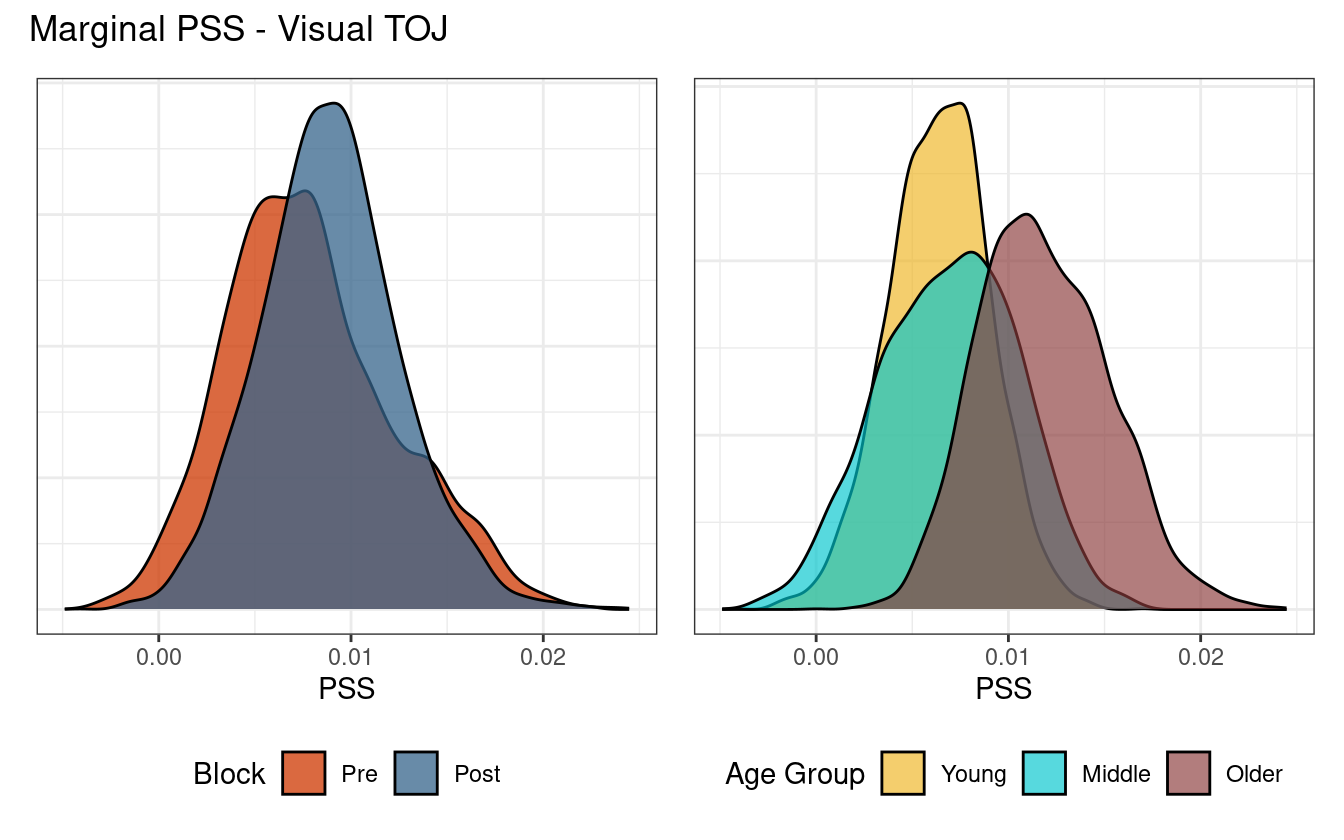 Marginal PSS - Visual TOJ
0.00 0.01 0.02
PSS
Block Pre Post
0.00 0.01 0.02
PSS
Age Group Young Middle Older